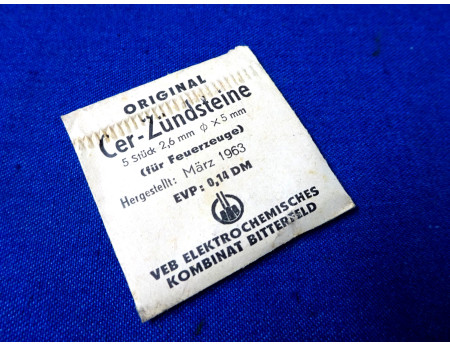 ORIGINAL
Cer-Zündsteine
5 Stück 2,6 mm ϕ × 5 mm
(für Feuerzeuge)
Hergestellt: März 1963
EVP: 0,14 DM
VEB ELEKTROCHEMISCHES
KOMBINAT BITTERFELD